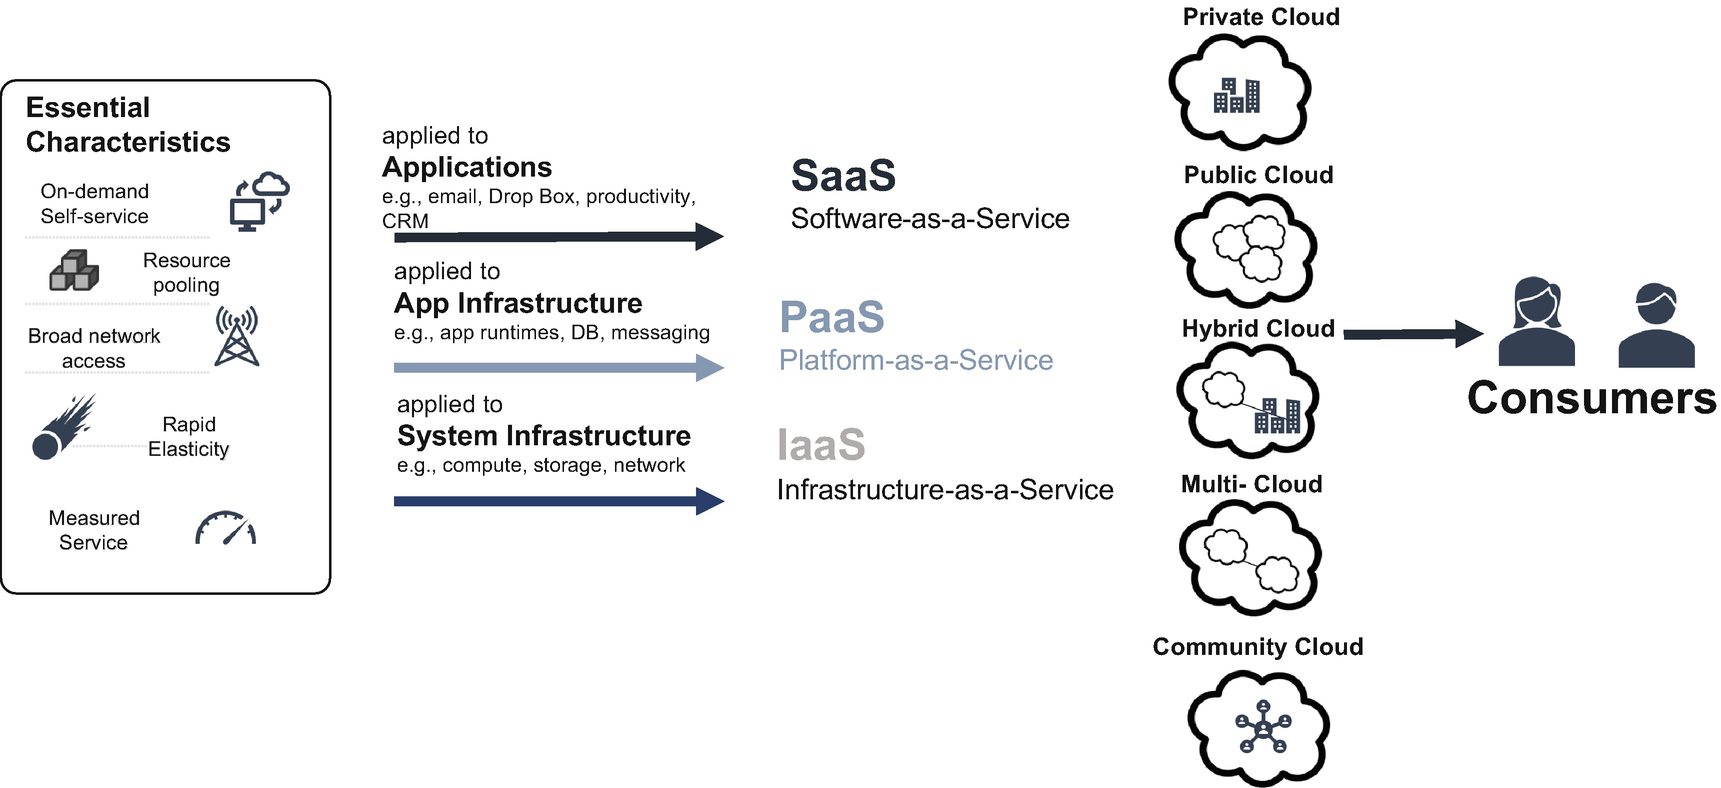 Essential
Characteristics
On-demand
Self-service
Resource
pooling
Broad network
access
Rapid
Elasticity
Measured
Service
applied to
Applications
e.g., email, Drop Box, productivity,
CRM
applied to
App Infrastructure
e.g., app runtimes, DB, messaging
applied to
System Infrastructure
e.g., compute, storage, network
SaaS
Software-as-a-Service
PaaS
Platform-as-a-Service
IaaS
Infrastructure-as-a-Service
Private Cloud
Public Cloud
Hybrid Cloud
Multi- Cloud
Community Cloud
Consumers